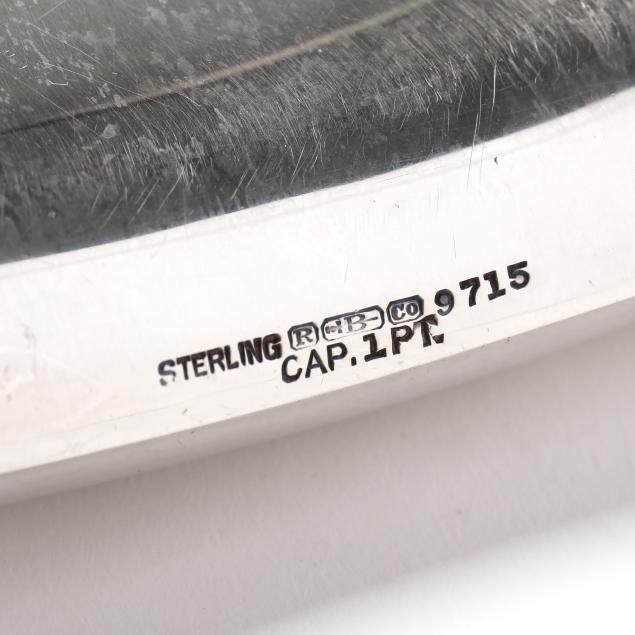 STERLING R B Co 9715
CAP. 1 PT.